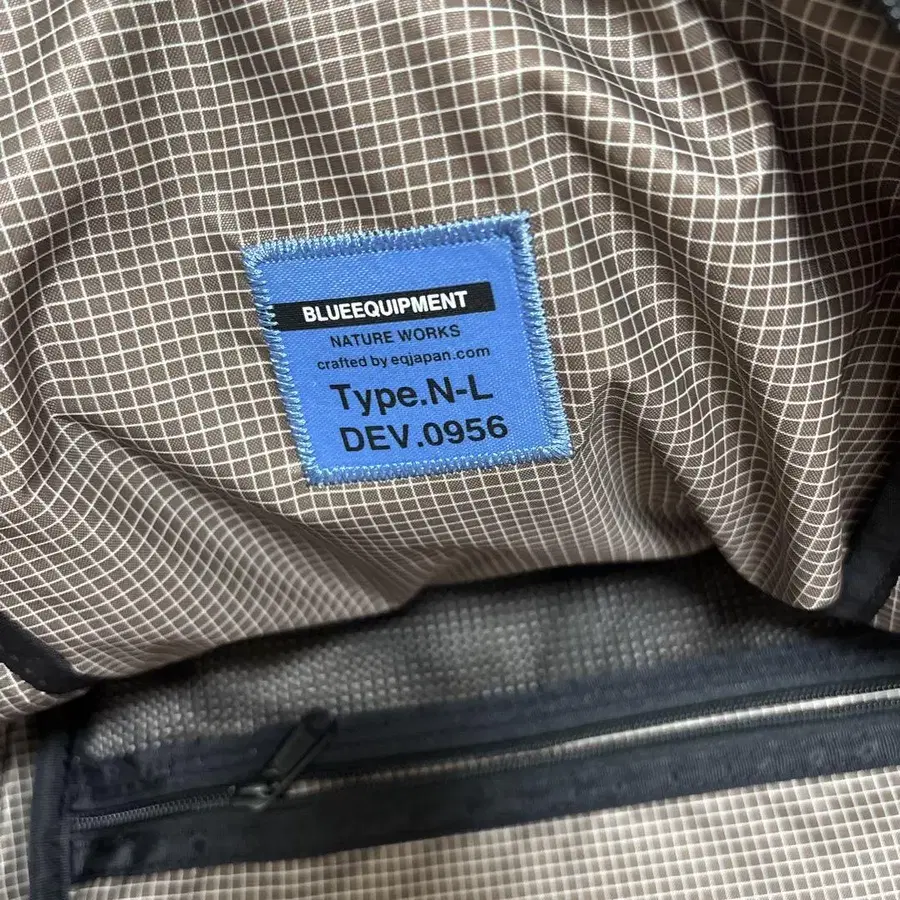 BLUEEQUIPMENT
NATURE WORKS
crafted by eqjapan.com
Type.N-L
DEV.0956